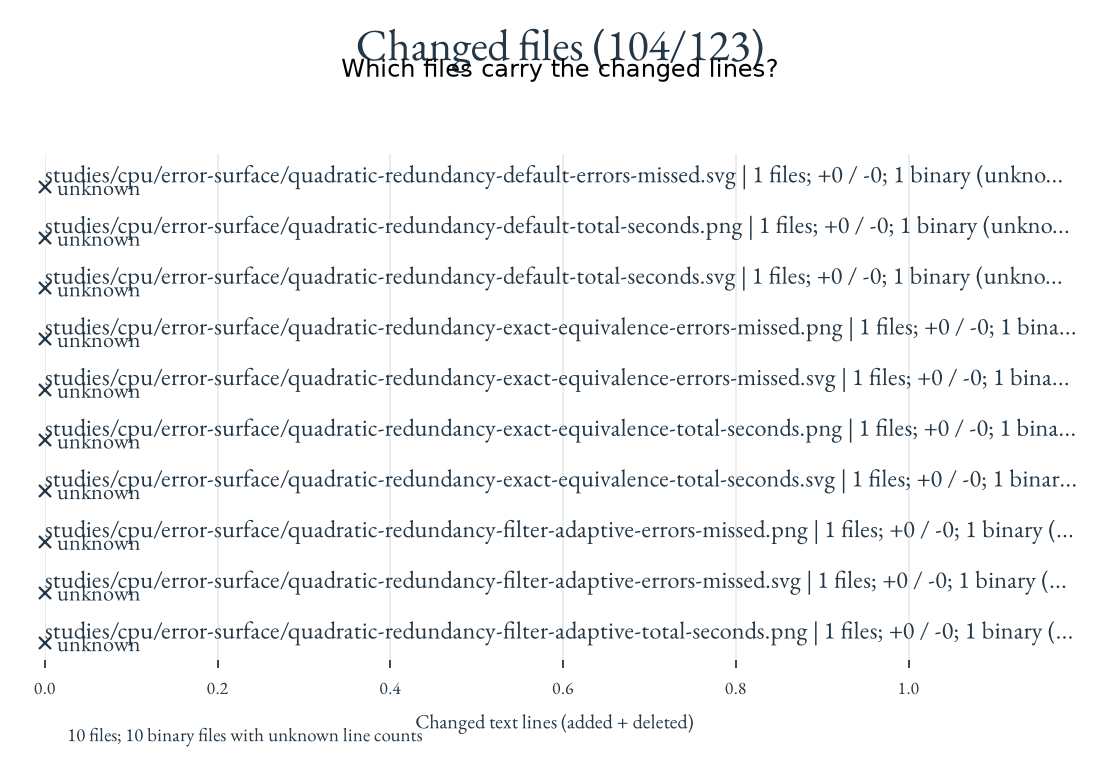 Changed files (104/123)
Which files carry the changed lines?
studies/cpu/error-surface/quadratic-redundancy-default-errors-missed.svg | 1 files; +0 / -0; 1 binary (unkno...
unknown
studies/cpu/error-surface/quadratic-redundancy-default-total-seconds.png | 1 files; +0 / -0; 1 binary (unkno...
unknown
studies/cpu/error-surface/quadratic-redundancy-default-total-seconds.svg | 1 files; +0 / -0; 1 binary (unkno...
unknown
studies/cpu/error-surface/quadratic-redundancy-exact-equivalence-errors-missed.png | 1 files; +0 / -0; 1 bina...
unknown
studies/cpu/error-surface/quadratic-redundancy-exact-equivalence-errors-missed.svg | 1 files; +0 / -0; 1 bina...
unknown
studies/cpu/error-surface/quadratic-redundancy-exact-equivalence-total-seconds.png | 1 files; +0 / -0; 1 bina...
unknown
studies/cpu/error-surface/quadratic-redundancy-exact-equivalence-total-seconds.svg | 1 files; +0 / -0; 1 binar...
unknown
studies/cpu/error-surface/quadratic-redundancy-filter-adaptive-errors-missed.png | 1 files; +0 / -0; 1 binary (...
unknown
studies/cpu/error-surface/quadratic-redundancy-filter-adaptive-errors-missed.svg | 1 files; +0 / -0; 1 binary (...
unknown
studies/cpu/error-surface/quadratic-redundancy-filter-adaptive-total-seconds.png | 1 files; +0 / -0; 1 binary (...
unknown
0.0 0.2 0.4 0.6 0.8 1.0
Changed text lines (added + deleted)
10 files; 10 binary files with unknown line counts